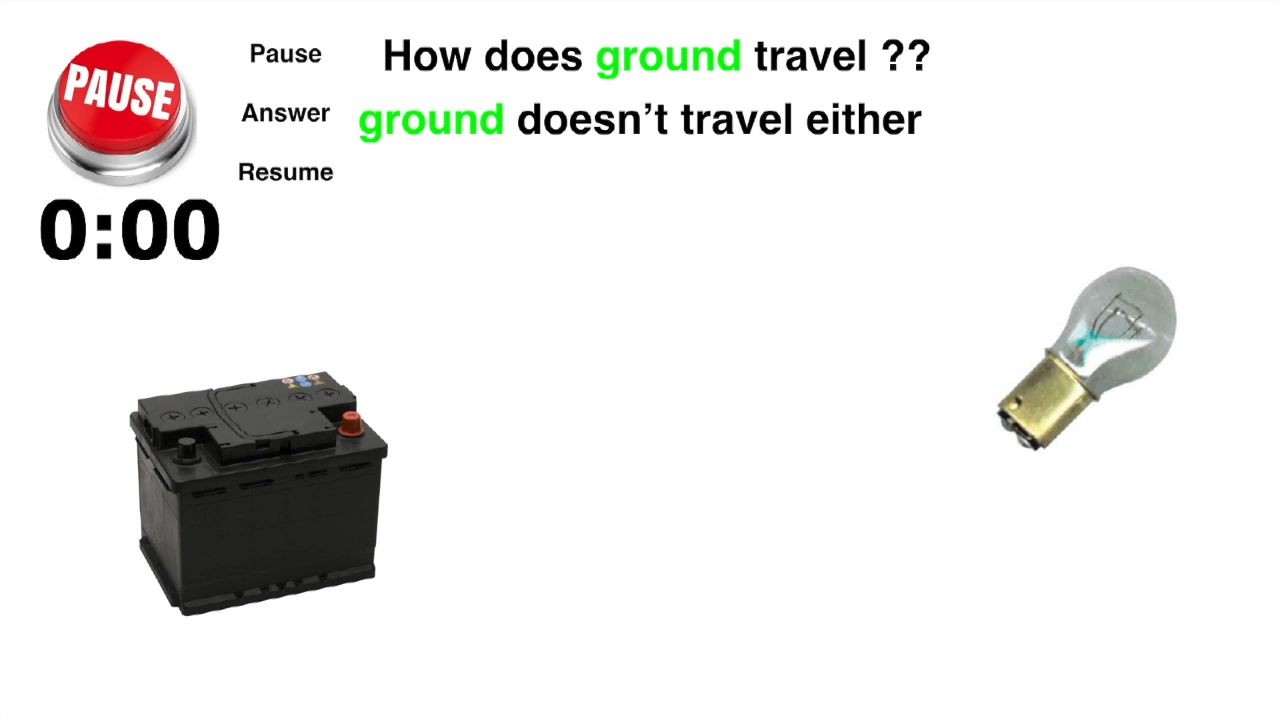 PAUSE
Pause
Answer
Resume
0:00
How does ground travel ??
ground doesn’t travel either